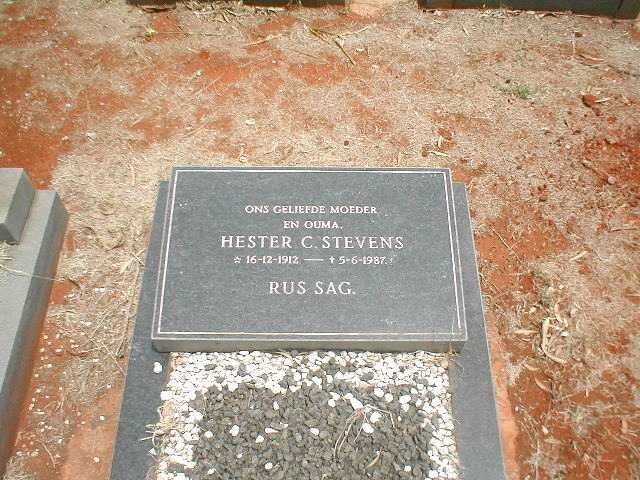 ONS GELIEFDE MOEDER
EN OUMA.
HESTER C. STEVENS
☆ 16-12-1912 — † 5-6-1987.
RUS SAG.